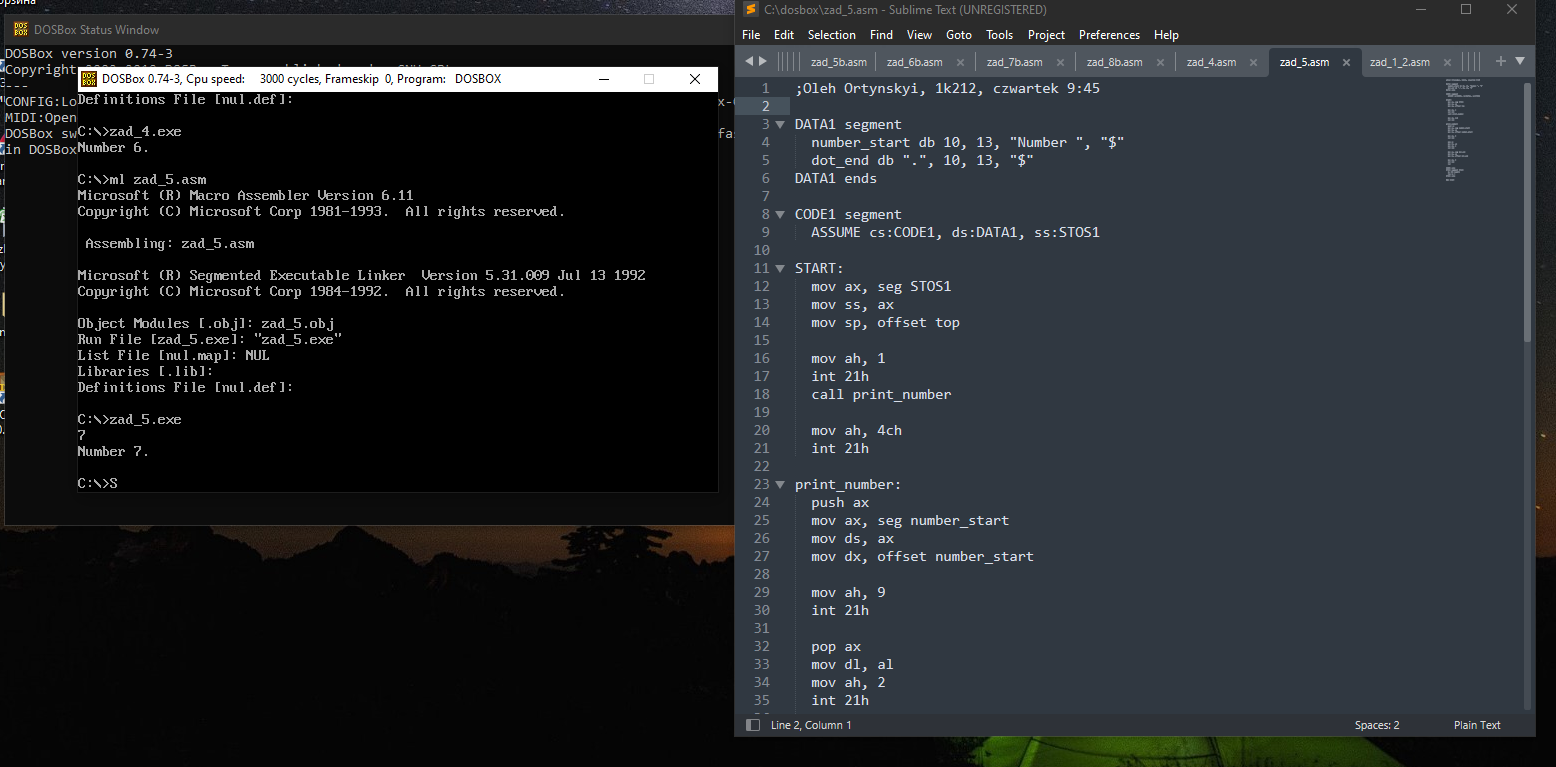 орзина
DOSBox Status Window
DOSBox version 0.74-3
CONFIG:Lo
MIDI:Open
DOSBox sw
in DOSBox
DOSBox 0.74-3, Cpu speed: 3000 cycles, Frameskip 0, Program: DOSBOX
Definitions File [nul.def]:
C:\>zad_4.exe
Number 6.
C:\>ml zad_5.asm
Microsoft (R) Macro Assembler Version 6.11
Copyright (C) Microsoft Corp 1981-1993. All rights reserved.
Assembling: zad_5.asm
Microsoft (R) Segmented Executable Linker Version 5.31.009 Jul 13 1992
Copyright (C) Microsoft Corp 1984-1992. All rights reserved.
Object Modules [.obj]: zad_5.obj
Run File [zad_5.exe]: "zad_5.exe"
List File [nul.map]: NUL
Libraries [.lib]:
Definitions File [nul.def]:
C:\>zad_5.exe
7
Number 7.
C:\>S
C:\dosbox\zad_5.asm - Sublime Text (UNREGISTERED)
File Edit Selection Find View Goto Tools Project Preferences Help
zad_5b.asm zad_6b.asm zad_7b.asm zad_8b.asm zad_4.asm zad_5.asm zad_1_2.asm
1 ;Oleh Ortynskyi, 1k212, czwartek 9:45
2
3 DATA1 segment
4 number_start db 10, 13, "Number ", "$"
5 dot_end db ".", 10, 13, "$"
6 DATA1 ends
7
8 CODE1 segment
9 ASSUME cs:CODE1, ds:DATA1, ss:STOS1
10
11 START:
12 mov ax, seg STOS1
13 mov ss, ax
14 mov sp, offset top
15
16 mov ah, 1
17 int 21h
18 call print_number
19
20 mov ah, 4ch
21 int 21h
22
23 print_number:
24 push ax
25 mov ax, seg number_start
26 mov ds, ax
27 mov dx, offset number_start
28
29 mov ah, 9
30 int 21h
31
32 pop ax
33 mov dl, al
34 mov ah, 2
35 int 21h
Line 2, Column 1 Spaces: 2 Plain Text